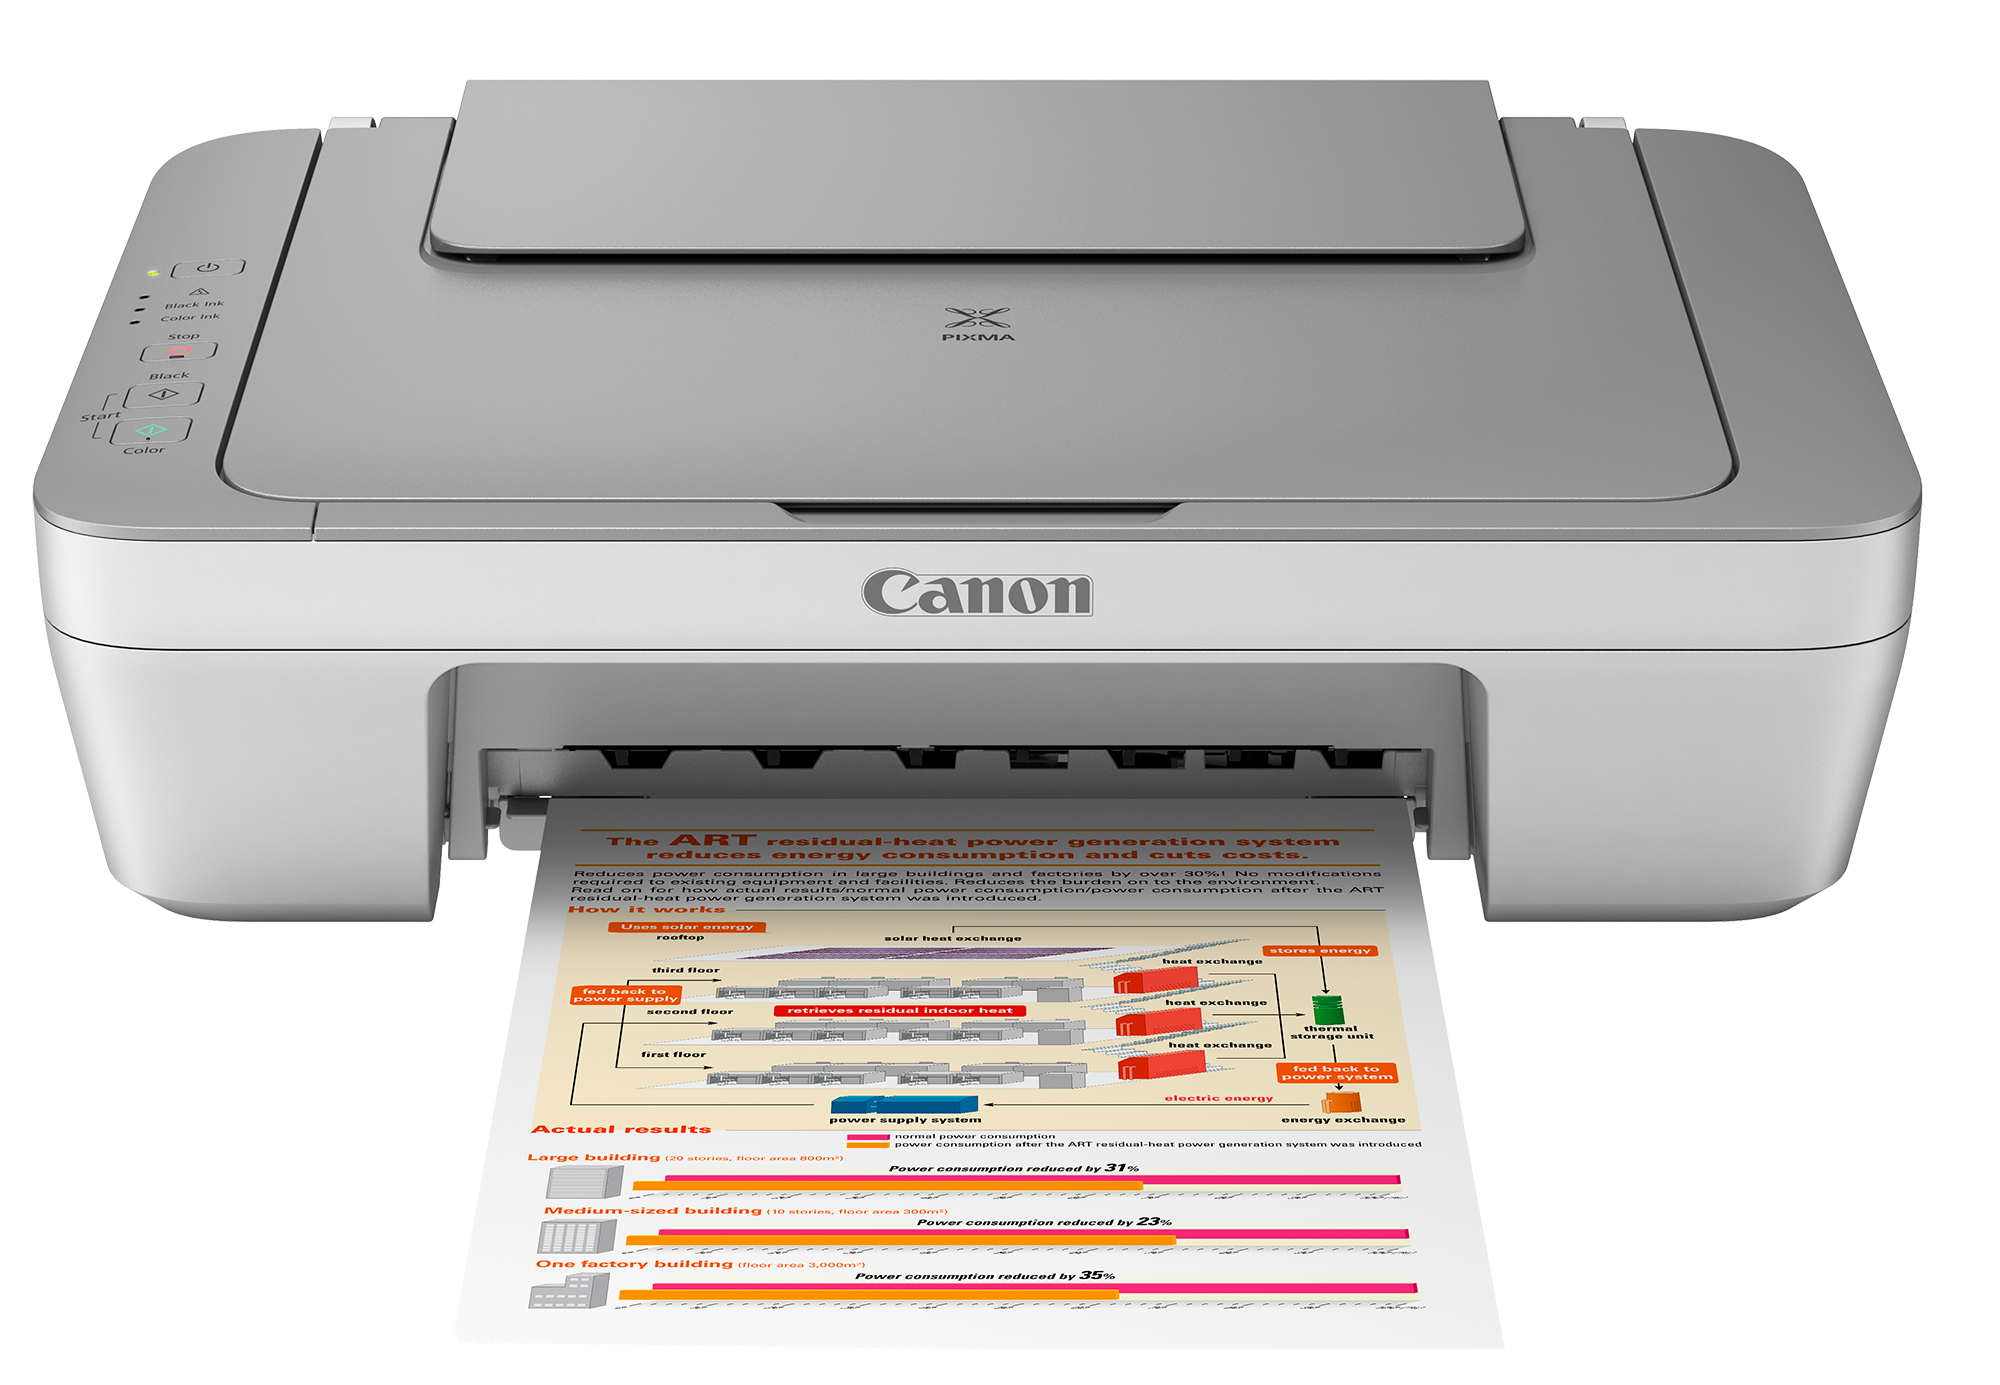 Black Ink
Color Ink
Stop
Black
Start
Color
PIXMA
Canon
The ART residual-heat power generation system
reduces energy consumption and cuts costs.
Reduces power consumption in large buildings and factories by over 30%! No modifications
required to existing equipment and facilities. Reduces the burden on to the environment.
Read on for how actual results/normal power consumption/power consumption after the ART
residual-heat power generation system was introduced.
How it works
Uses solar energy
rooftop
solar heat exchange
stores energy
heat exchange
third floor
fed back to
power supply
heat exchange
second floor
retrieves residual indoor heat
thermal
storage unit
heat exchange
first floor
fed back to
power system
electric energy
power supply system
energy exchange
Actual results
normal power consumption
power consumption after the ART residual-heat power generation system was introduced
Large building (20 stories, floor area 800m²)
Power consumption reduced by 31%
Medium-sized building (10 stories, floor area 300m²)
Power consumption reduced by 23%
One factory building (floor area 3,000m²)
Power consumption reduced by 35%